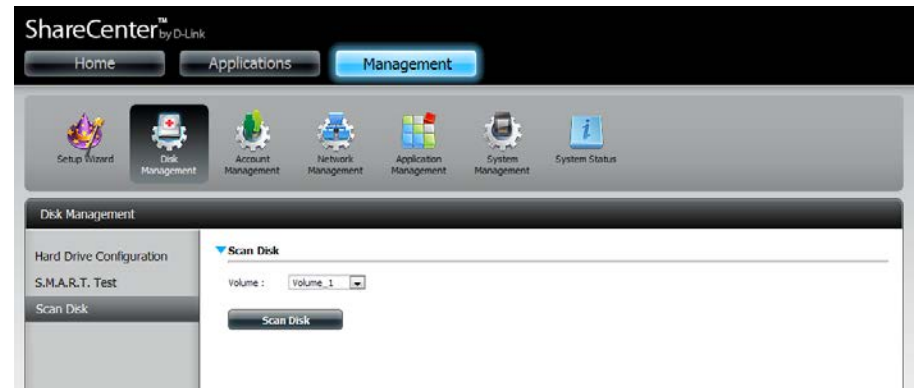 ShareCenter™ by D-Link
Home Applications Management
Setup Wizard Disk Management Account Management Network Management Application Management System Management System Status
Disk Management
Hard Drive Configuration
S.M.A.R.T. Test
Scan Disk
Scan Disk
Volume : Volume_1
Scan Disk